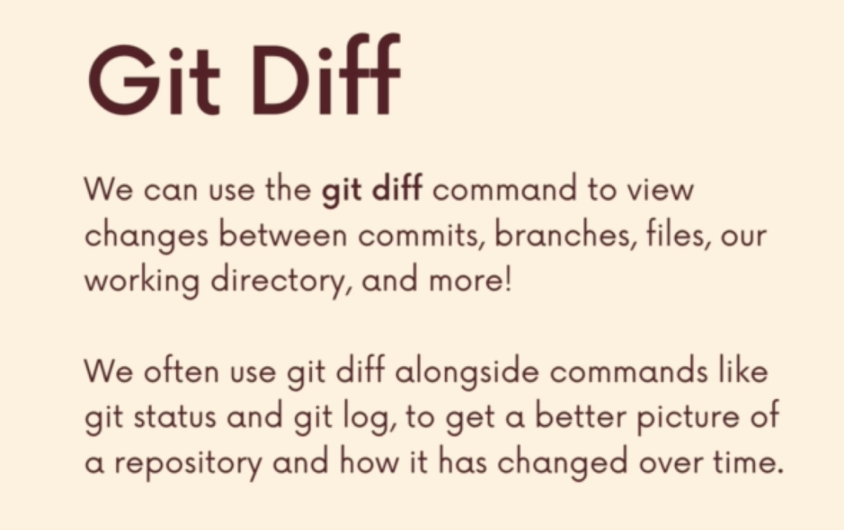 Git Diff
We can use the git diff command to view
changes between commits, branches, files, our
working directory, and more!
We often use git diff alongside commands like
git status and git log, to get a better picture of
a repository and how it has changed over time.